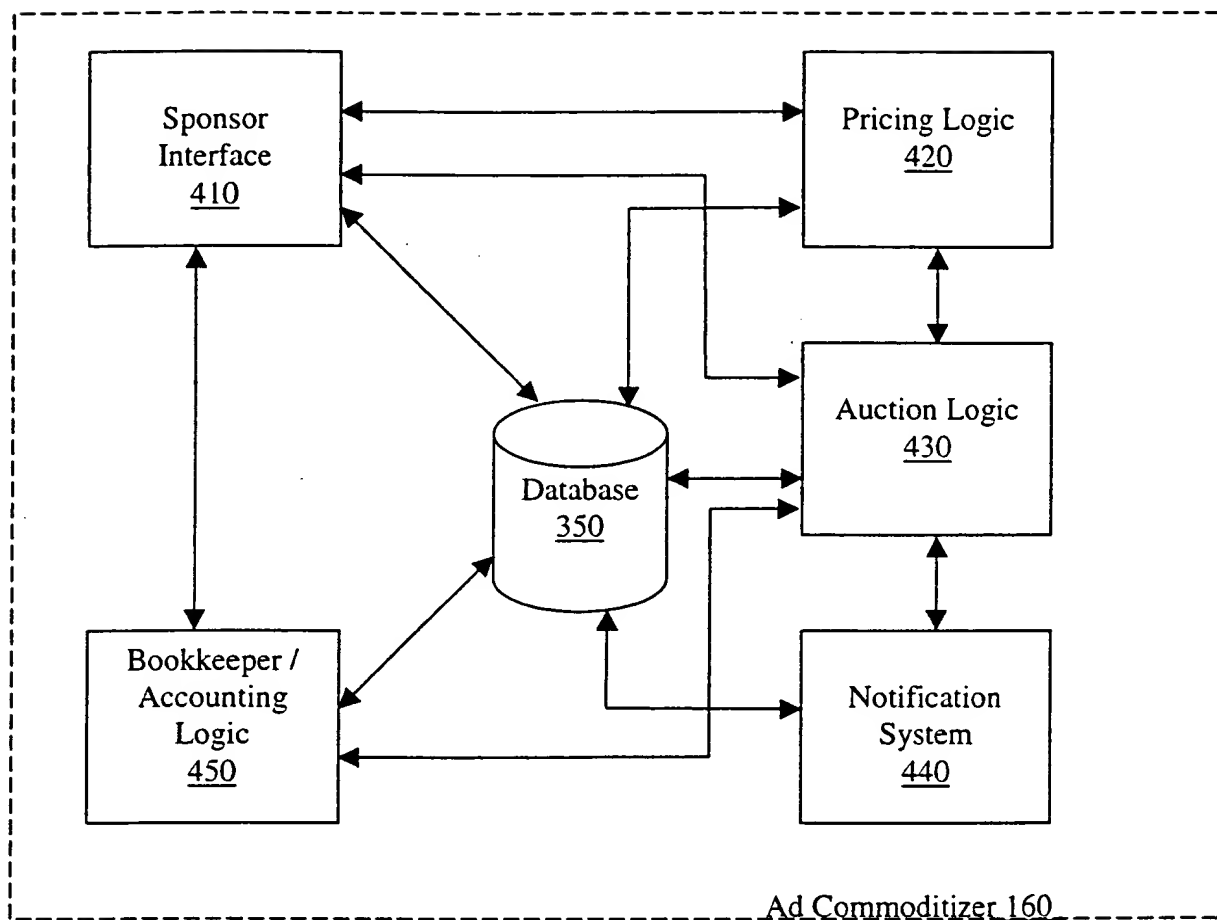 Sponsor
Interface
410
Pricing Logic
420
Auction Logic
430
Database
350
Bookkeeper /
Accounting
Logic
450
Notification
System
440
Ad Commoditizer 160